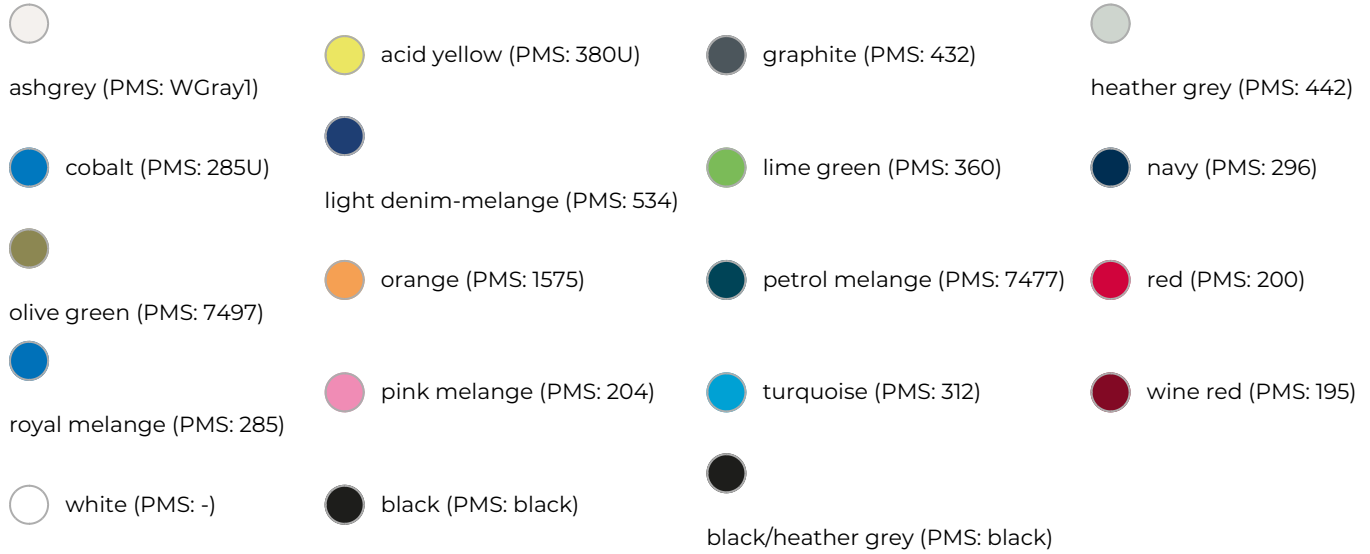 ashgrey (PMS: WGray1)
acid yellow (PMS: 380U)
graphite (PMS: 432)
heather grey (PMS: 442)
cobalt (PMS: 285U)
light denim-melange (PMS: 534)
lime green (PMS: 360)
navy (PMS: 296)
olive green (PMS: 7497)
orange (PMS: 1575)
petrol melange (PMS: 7477)
red (PMS: 200)
royal melange (PMS: 285)
pink melange (PMS: 204)
turquoise (PMS: 312)
wine red (PMS: 195)
white (PMS: -)
black (PMS: black)
black/heather grey (PMS: black)